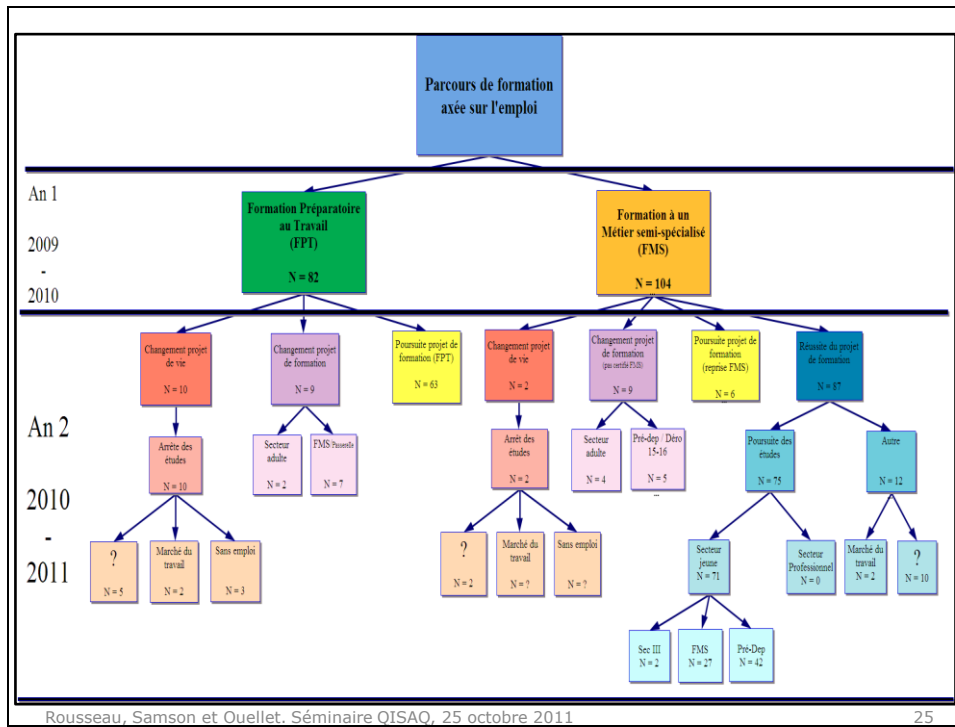 Parcours de formation
axée sur l'emploi
An 1
2009
-
2010
Formation Préparatoire
au Travail
(FPT)
N = 82
Formation à un
Métier semi-spécialisé
(FMS)
N = 104
...
An 2
2010
-
2011
Changement projet
de vie
N = 10
Changement projet
de formation
N = 9
Poursuite projet de
formation (FPT)
N = 63
Changement projet
de vie
N = 2
Changement projet
de formation
(pas certifié FMS)
N = 9
Poursuite projet de
formation
(reprise FMS)
N = 6
Réussite du projet
de formation
N = 87
Arrête des
études
N = 10
Secteur
adulte
N = 2
FMS/Passerelle
N = 7
Arrêt des
études
N = 2
Secteur
adulte
N = 4
Pré-dep / Déro
15-16
N = 5
...
Poursuite des
études
N = 75
Autre
N = 12
?
N = 5
Marché du
travail
N = 2
Sans emploi
N = 3
?
N = 2
Marché du
travail
N = ?
Sans emploi
N = ?
Secteur
jeune
N = 71
Secteur
Professionnel
N = 0
Marché du
travail
N = 2
?
N = 10
Sec III
N = 2
FMS
N = 27
Pré-Dep
N = 42
Rousseau, Samson et Ouellet. Séminaire QISAQ, 25 octobre 2011
25